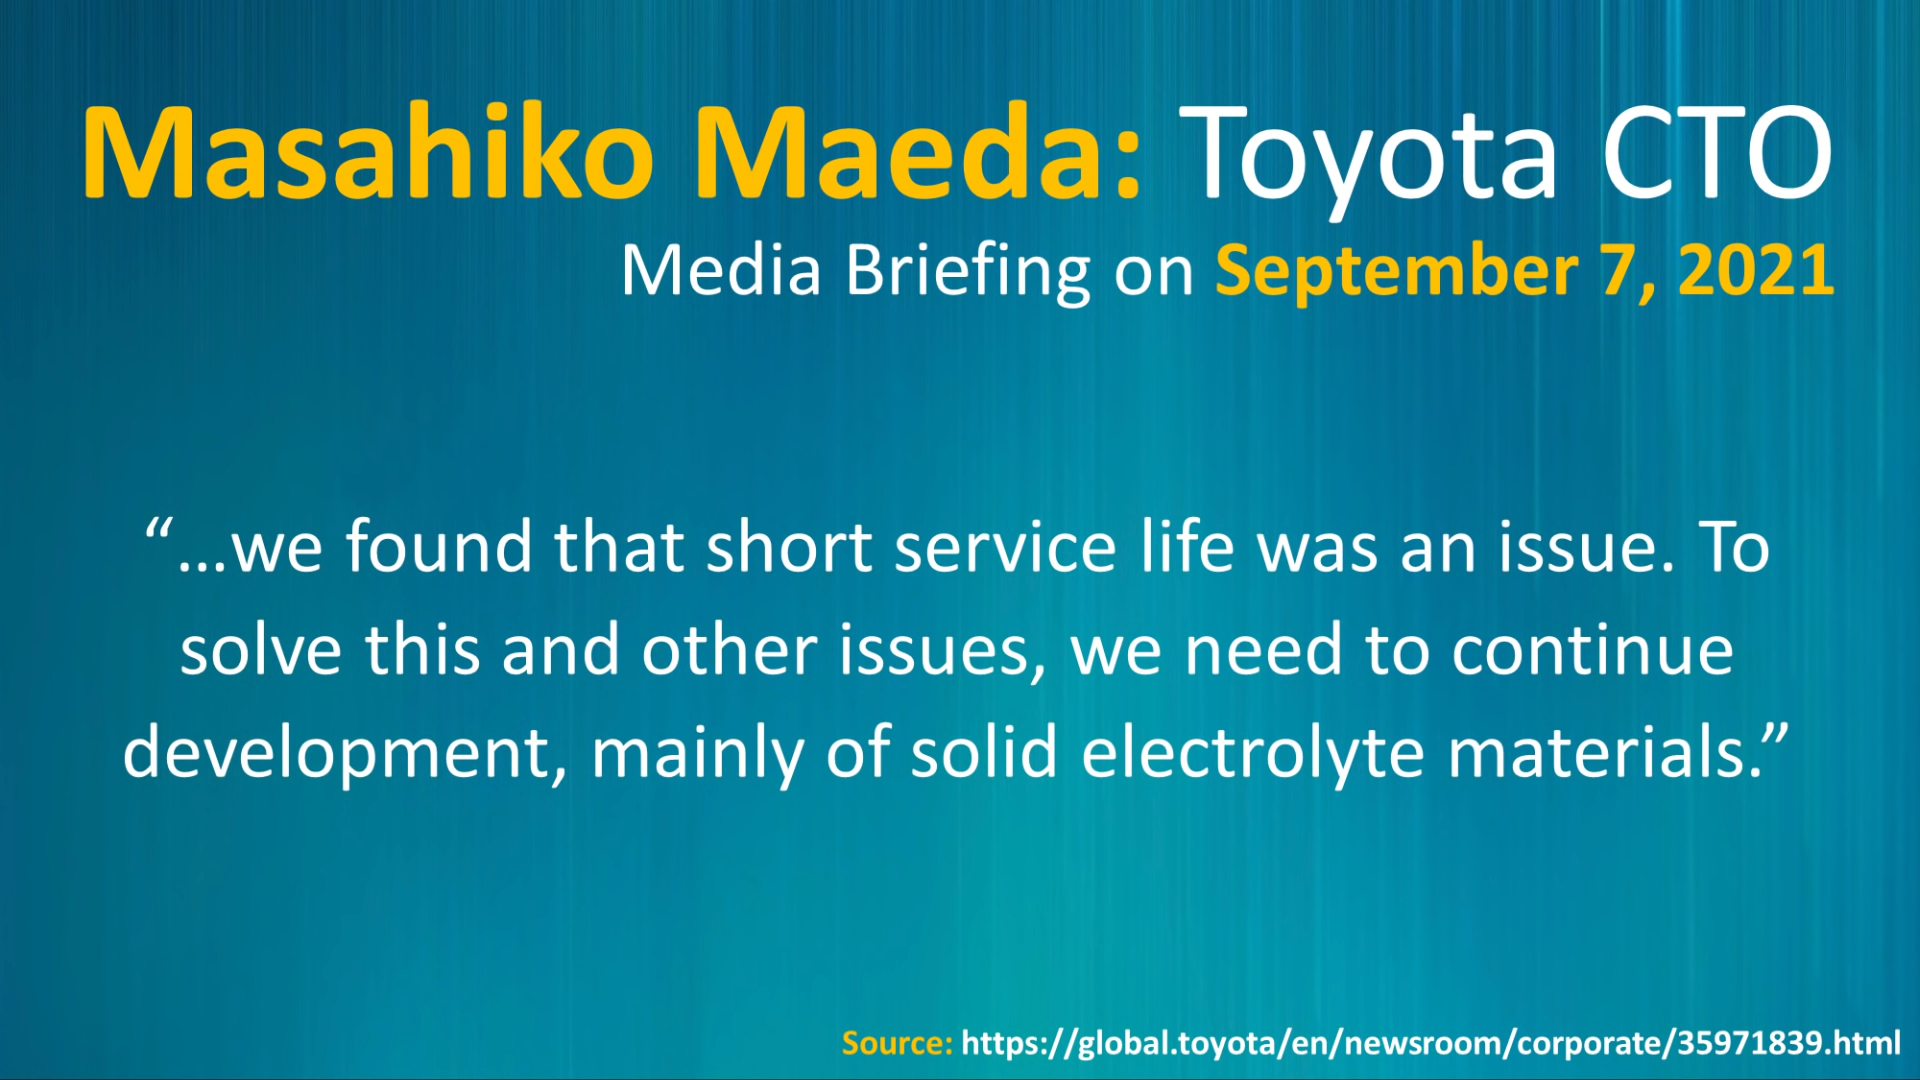 Masahiko Maeda: Toyota CTO
Media Briefing on September 7, 2021
“...we found that short service life was an issue. To
solve this and other issues, we need to continue
development, mainly of solid electrolyte materials.”
Source: https://global.toyota/en/newsroom/corporate/35971839.html